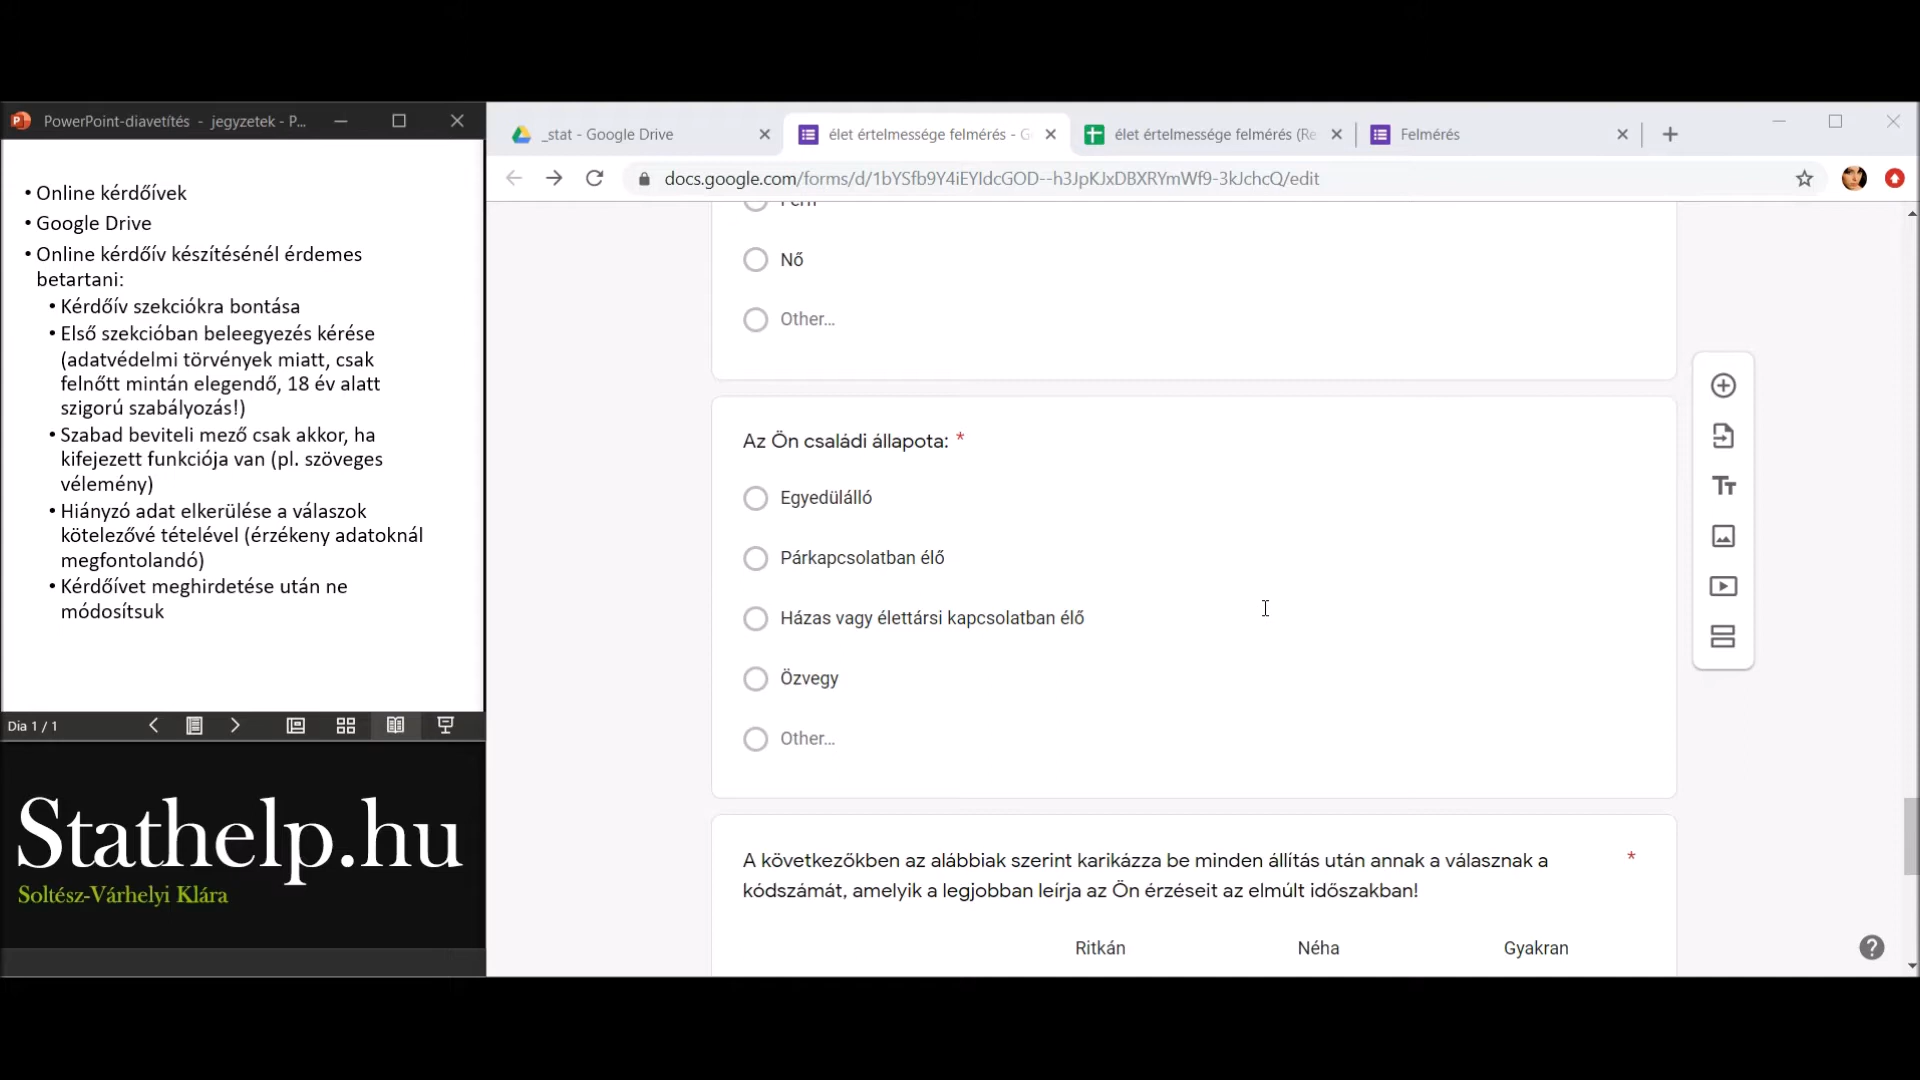 PowerPoint-diavetítés - jegyzetek - P...
• Online kérdőívek
• Google Drive
• Online kérdőív készítésénél érdemes
betartani:
• Kérdőív szekciókra bontása
• Első szekcióban beleegyezés kérése
(adatvédelmi törvények miatt, csak
felnőtt mintán elegendő, 18 év alatt
szigorú szabályozás!)
• Szabad beviteli mező csak akkor, ha
kifejezett funkciója van (pl. szöveges
vélemény)
• Hiányzó adat elkerülése a válaszok
kötelezővé tételével (érzékeny adatoknál
megfontolandó)
• Kérdőívet meghirdetése után ne
módosítsuk
Dia 1 / 1
Stathelp.hu
Soltész-Várhelyi Klára
_stat - Google Drive
élet értelmessége felmérés - G
élet értelmessége felmérés (Re
Felmérés
docs.google.com/forms/d/1bYSfb9Y4iEYIdcGOD--h3JpKJxDBXRYmWf9-3kJchcQ/edit
Nő
Other...
Az Ön családi állapota: *
Egyedülálló
Párkapcsolatban élő
Házas vagy élettársi kapcsolatban élő
Özvegy
Other...
A következőkben az alábbiak szerint karikázza be minden állítás után annak a válasznak a *
kódszámát, amelyik a legjobban leírja az Ön érzéseit az elmúlt időszakban!
Ritkán Néha Gyakran